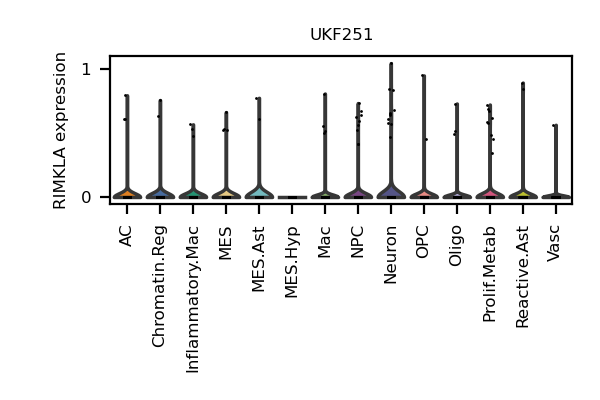 UKF251
RIMKLA expression
1
0
AC
Chromatin.Reg
Inflammatory.Mac
MES
MES.Ast
MES.Hyp
Mac
NPC
Neuron
OPC
Oligo
Prolif.Metab
Reactive.Ast
Vasc